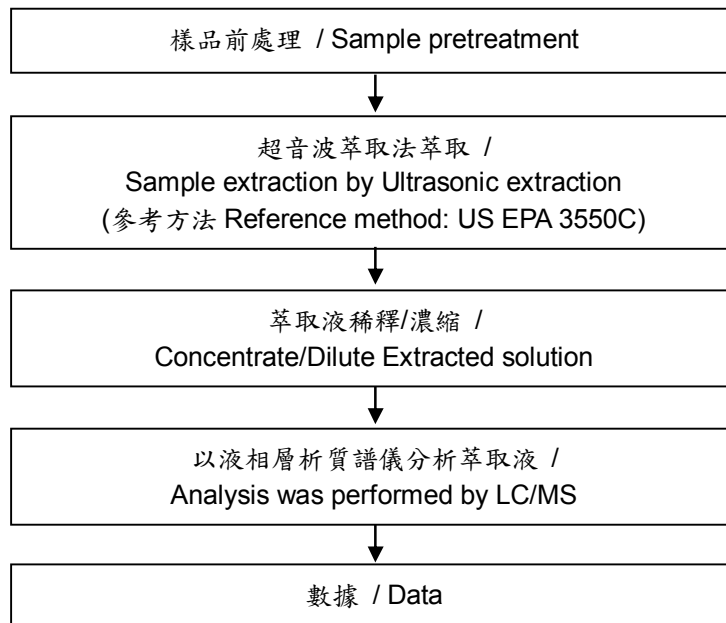 樣品前處理 / Sample pretreatment
超音波萃取法萃取 /
Sample extraction by Ultrasonic extraction
(參考方法 Reference method: US EPA 3550C)
萃取液稀釋/濃縮 /
Concentrate/Dilute Extracted solution
以液相層析質譜儀分析萃取液 /
Analysis was performed by LC/MS
數據 / Data